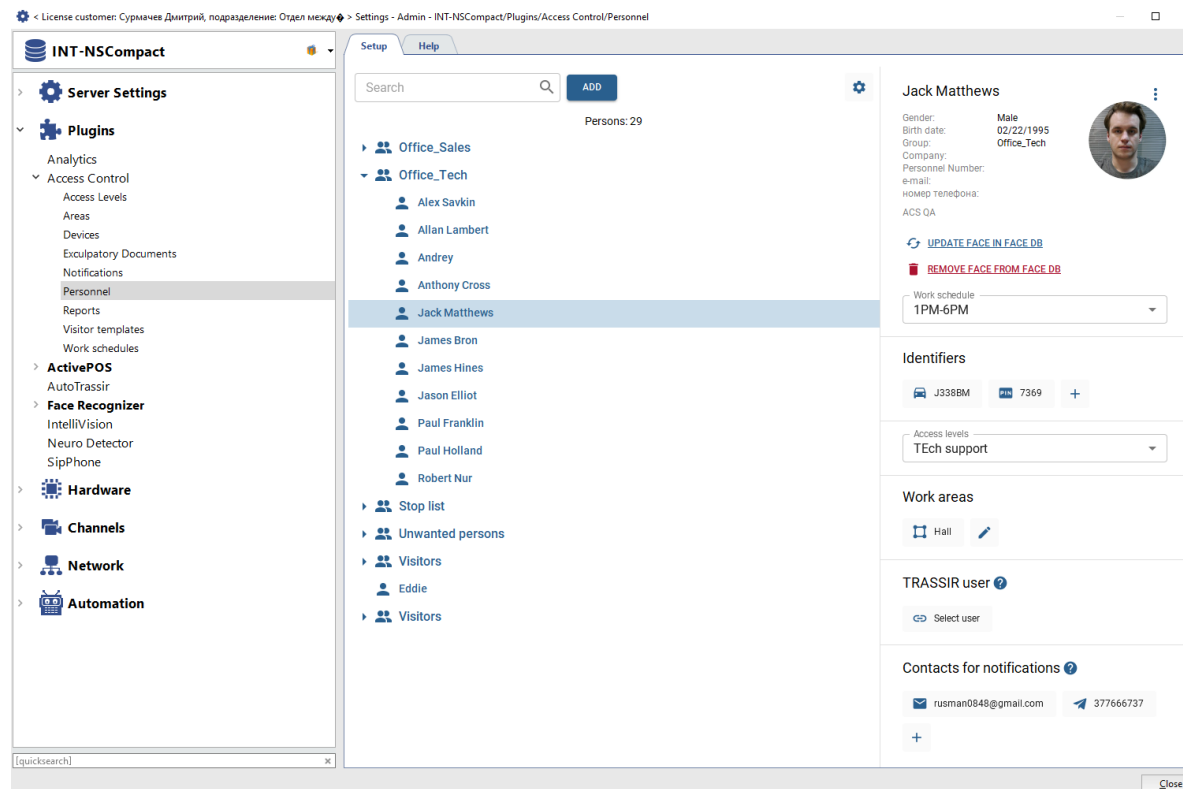 < License customer: Сурмачев Дмитрий, подразделение: Отдел между� > Settings - Admin - INT-NSCompact/Plugins/Access Control/Personnel
INT-NSCompact
Server Settings
Plugins
Analytics
Access Control
Access Levels
Areas
Devices
Exculpatory Documents
Notifications
Personnel
Reports
Visitor templates
Work schedules
ActivePOS
AutoTrassir
Face Recognizer
IntelliVision
Neuro Detector
SipPhone
Hardware
Channels
Network
Automation
[quicksearch]
Setup
Help
Search
ADD
Persons: 29
Office_Sales
Office_Tech
Alex Savkin
Allan Lambert
Andrey
Anthony Cross
Jack Matthews
James Bron
James Hines
Jason Elliot
Paul Franklin
Paul Holland
Robert Nur
Stop list
Unwanted persons
Visitors
Eddie
Visitors
Jack Matthews
Gender: Male
Birth date: 02/22/1995
Group: Office_Tech
Company:
Personnel Number:
e-mail:
номер телефона:
ACS QA
UPDATE FACE IN FACE DB
REMOVE FACE FROM FACE DB
Work schedule
1PM-6PM
Identifiers
J338BM
PIN 7369
Access levels
TEch support
Work areas
Hall
TRASSIR user
Select user
Contacts for notifications
rusman0848@gmail.com 377666737
Close